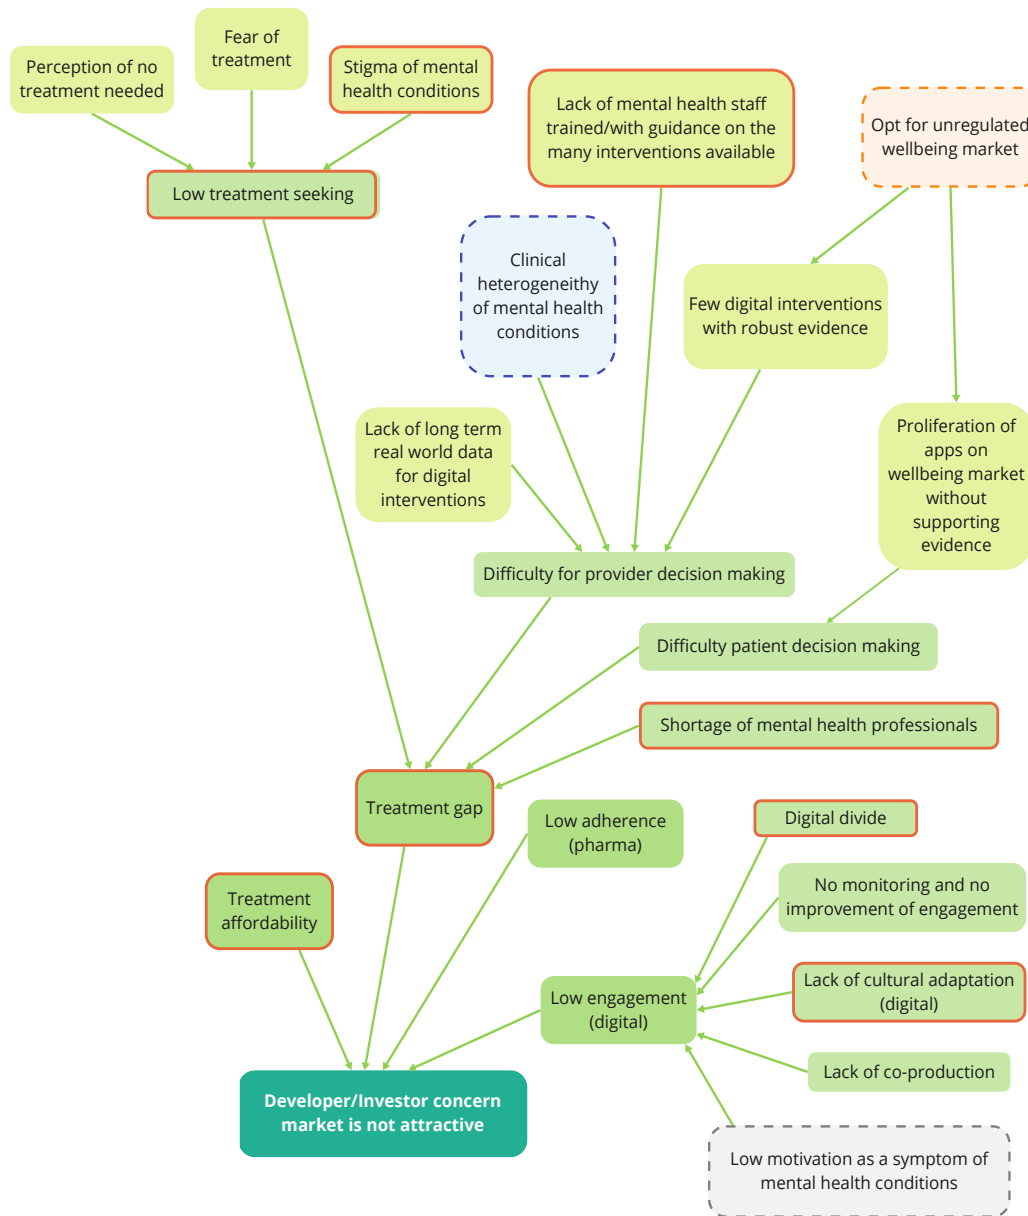 Fear of
treatment
Perception of no
treatment needed
Stigma of mental
health conditions
Lack of mental health staff
trained/with guidance on the
many interventions available
Opt for unregulated
wellbeing market
Low treatment seeking
Clinical
heterogeneithy
of mental health
conditions
Few digital interventions
with robust evidence
Lack of long term
real world data
for digital
interventions
Proliferation of
apps on
wellbeing market
without
supporting
evidence
Difficulty for provider decision making
Difficulty patient decision making
Shortage of mental health professionals
Treatment gap
Low adherence
(pharma)
Digital divide
No monitoring and no
improvement of engagement
Treatment
affordability
Lack of cultural adaptation
(digital)
Low engagement
(digital)
Lack of co-production
Developer/Investor concern
market is not attractive
Low motivation as a symptom of
mental health conditions